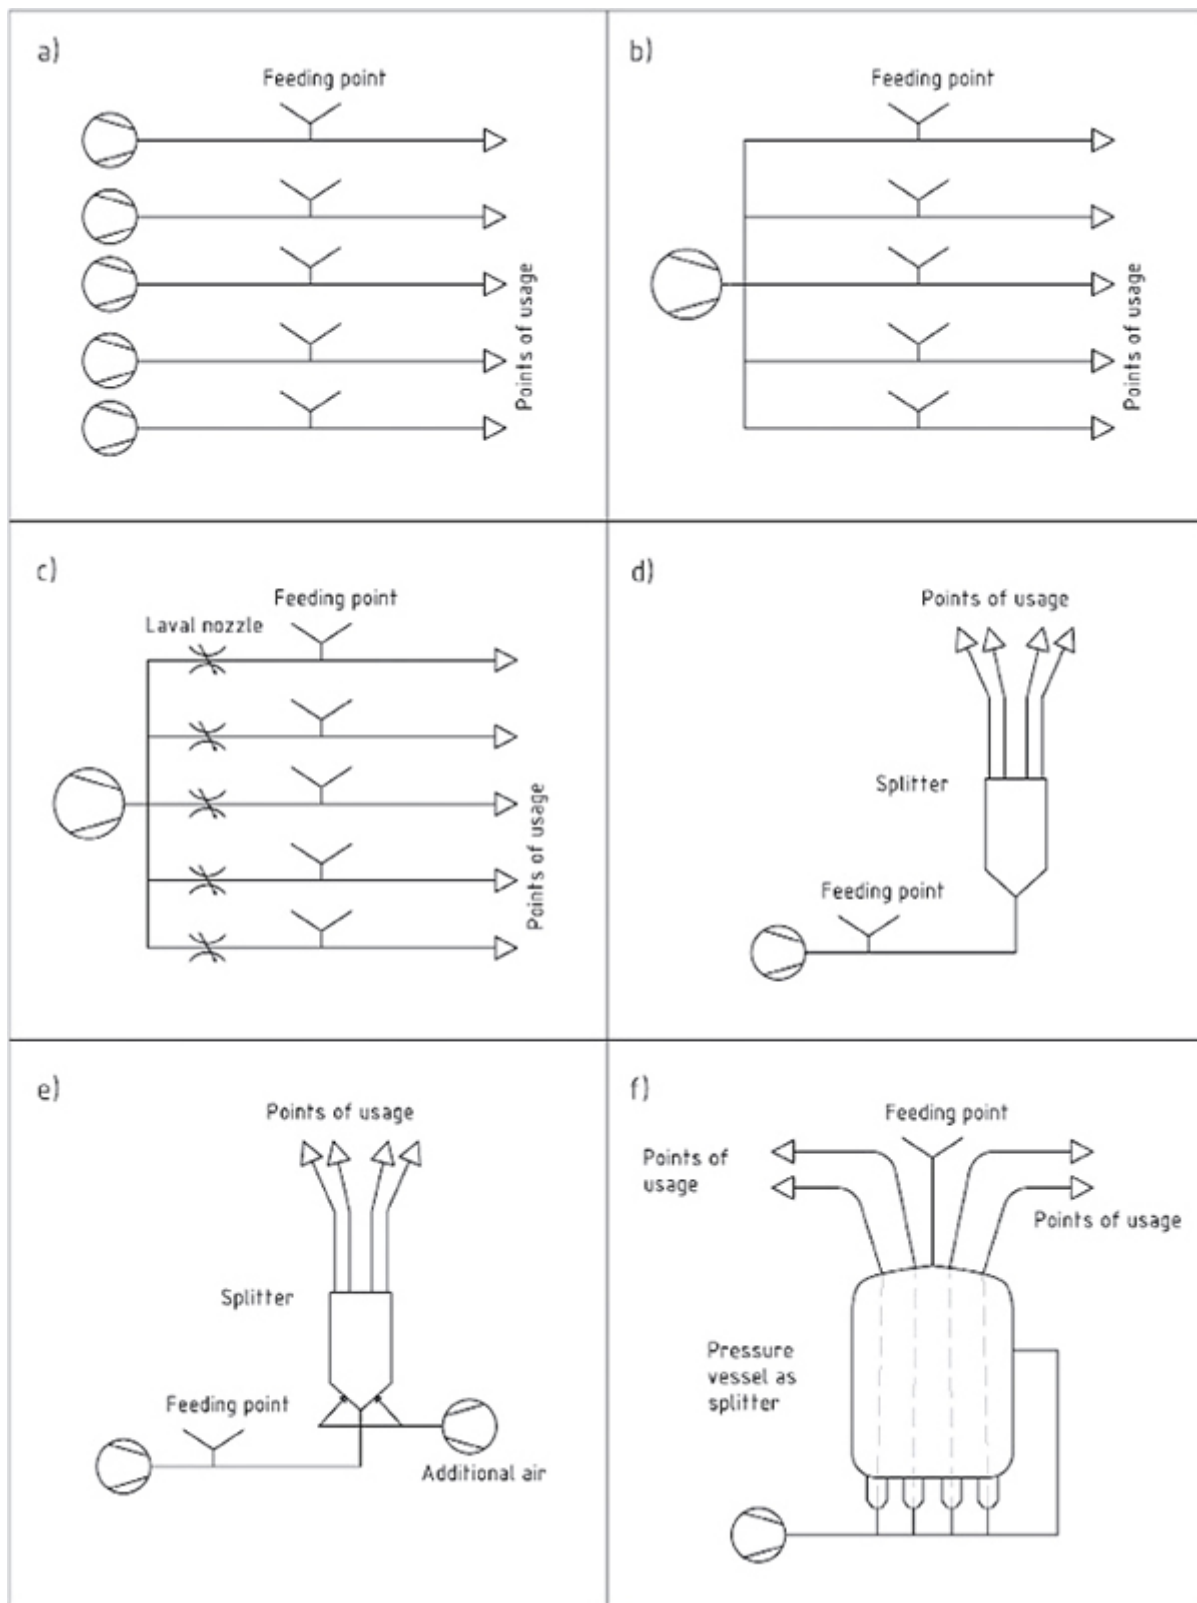 a)
Feeding point
Points of usage
b)
Feeding point
Points of usage
c)
Feeding point
Laval nozzle
Points of usage
d)
Points of usage
Splitter
Feeding point
e)
Points of usage
Splitter
Feeding point
Additional air
f)
Feeding point
Points of
usage
Points of usage
Pressure
vessel as
splitter